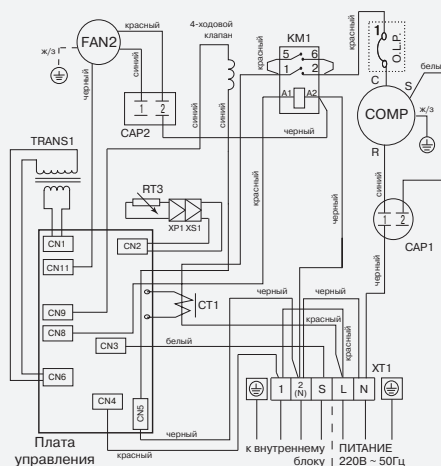 красный
4-ходовой
клапан
KM1
FAN2
ж/з
синий
черный
красный
5 6
1 2
A1 A2
1
O.L.P.
C
S
белый
COMP
ж/з
R
1 2
CAP2
синий
синий
черный
TRANS1
RT3
XP1 XS1
красный
черный
синий
1 2
CAP1
черный
CN1
CN2
CN11
CN9
CN8
CT1
черный
черный
красный
красный
CN3
белый
CN6
CN4
CN5
XT1
1 2 (N) S L N
черный
красный
Плата
управления
к внутреннему
блоку
ПИТАНИЕ
220В ~ 50Гц